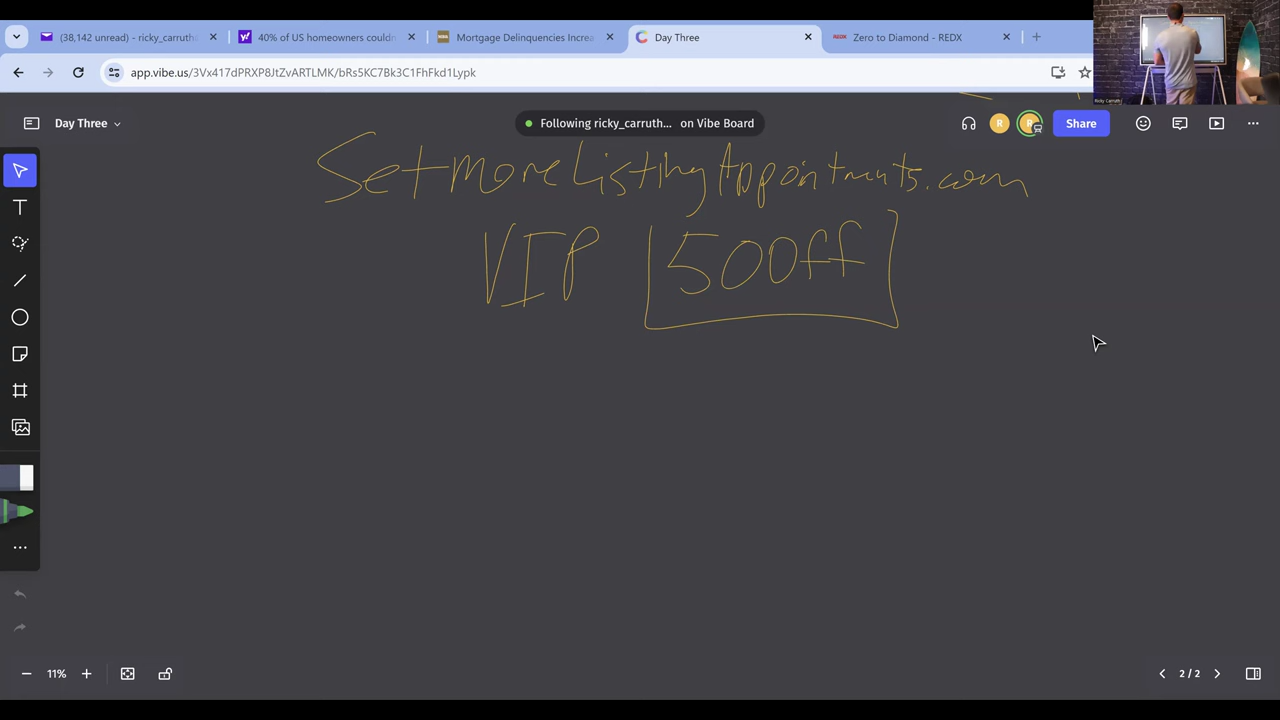 (38,142 unread) - ricky_carruth
40% of US homeowners couldn
Mortgage Delinquencies Increa
Day Three
Zero to Diamond - REDX
app.vibe.us/3Vx417dPRXP8JtZvARTLMK/bRs5KC7Bk3C1FhFkd1Lypk
Ricky Carruth
Day Three
Following ricky_carruth... on Vibe Board
R
R
Share
SetmoreListingAppointments.com
VIP 500ff
T
11%
2 / 2